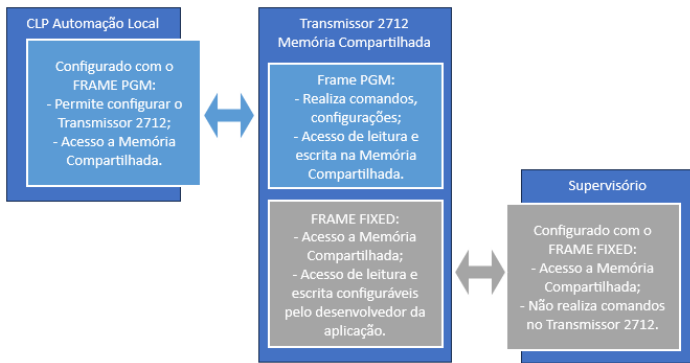 CLP Automação Local
Configurado com o
FRAME PGM:
- Permite configurar o
Transmissor 2712;
- Acesso a Memória
Compartilhada.
Transmissor 2712
Memória Compartilhada
Frame PGM:
- Realiza comandos,
configurações;
- Acesso de leitura e
escrita na Memória
Compartilhada.
FRAME FIXED:
- Acesso a Memória
Compartilhada;
- Acesso de leitura e
escrita configuráveis
pelo desenvolvedor da
aplicação.
Supervisório
Configurado com o
FRAME FIXED:
- Acesso a Memória
Compartilhada;
- Não realiza comandos
no Transmissor 2712.